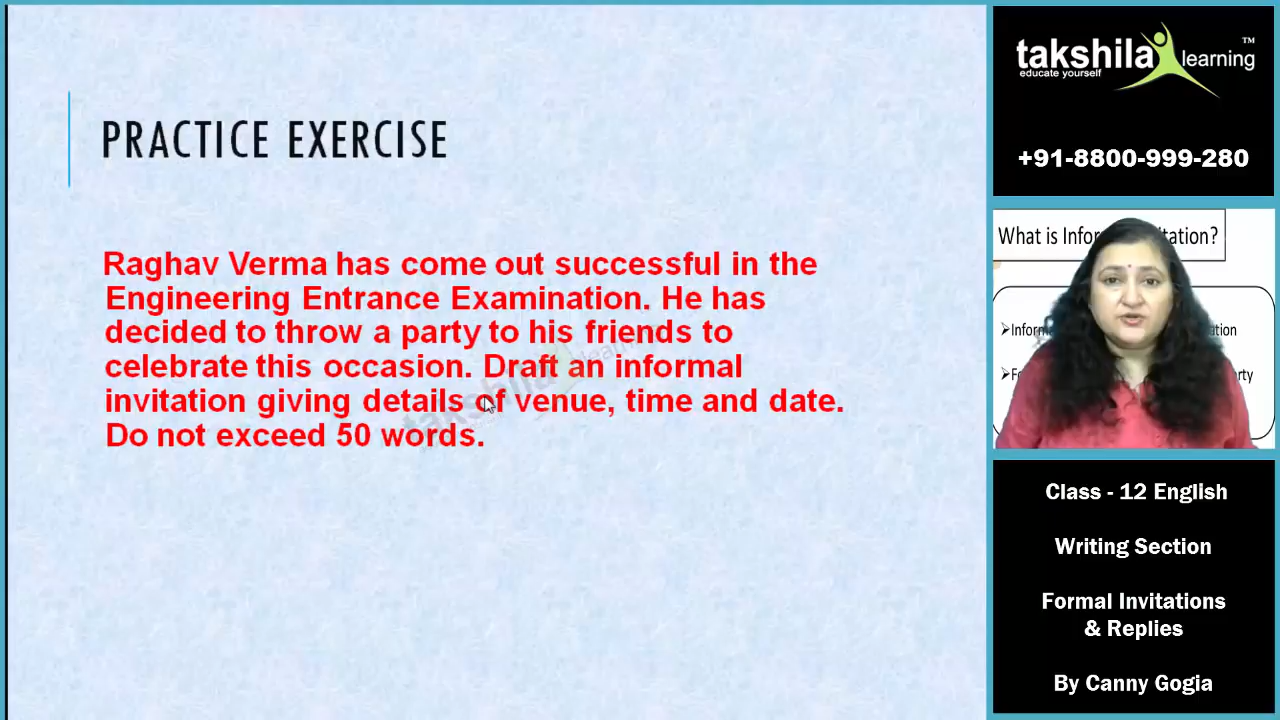 PRACTICE EXERCISE
Raghav Verma has come out successful in the
Engineering Entrance Examination. He has
decided to throw a party to his friends to
celebrate this occasion. Draft an informal
invitation giving details of venue, time and date.
Do not exceed 50 words.
takshila learning ™
educate yourself
+91-8800-999-280
What is
Class - 12 English
Writing Section
Formal Invitations
& Replies
By Canny Gogia